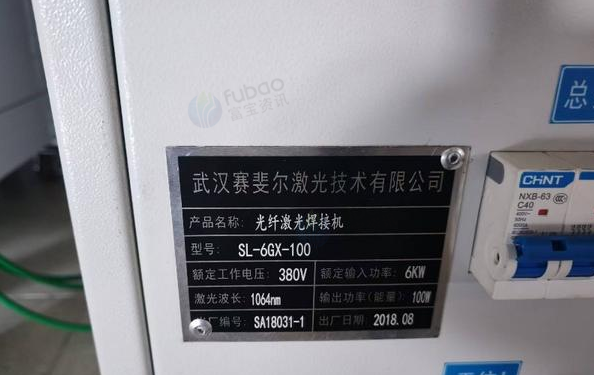 fubao
富宝资讯
总
武汉赛斐尔激光技术有限公司
产品名称: 光纤激光焊接机
型号: SL-6GX-100
额定工作电压: 380V 额定输入功率: 6KW
激光波长: 1064nm 输出功率(能量): 100W
出厂编号: SA18031-1 出厂日期 2018.08
CHNT
NXB-63
C40